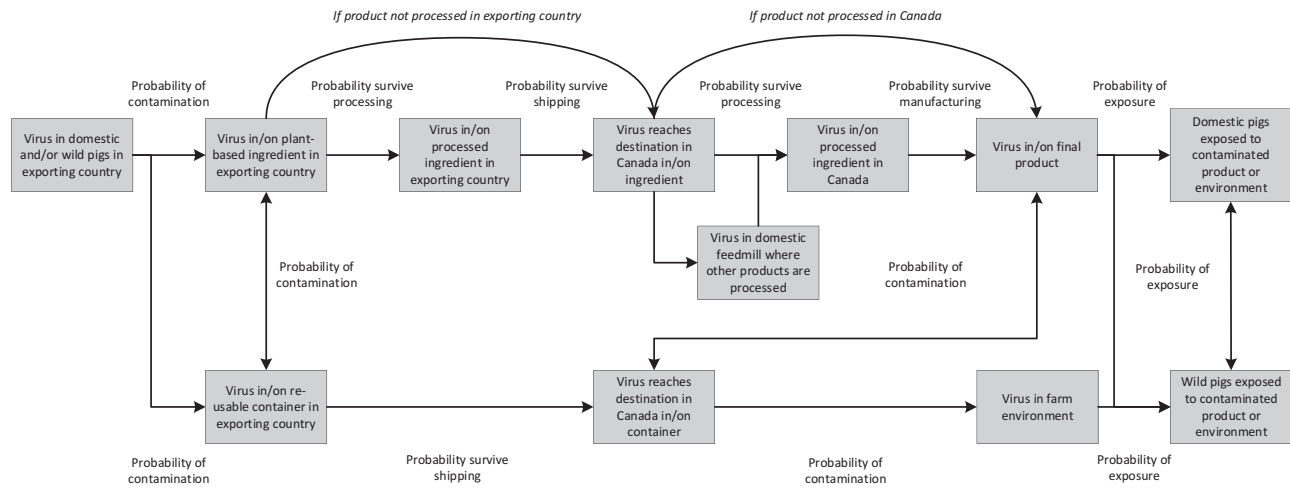 If product not processed in exporting country
If product not processed in Canada
Probability of
contamination
Probability survive
processing
Probability survive
shipping
Probability survive
processing
Probability survive
manufacturing
Probability of
exposure
Virus in domestic
and/or wild pigs in
exporting country
Virus in/on plant-
based ingredient in
exporting country
Virus in/on
processed
ingredient in
exporting country
Virus reaches
destination in
Canada in/on
ingredient
Virus in/on
processed
ingredient in
Canada
Virus in/on final
product
Domestic pigs
exposed to
contaminated
product or
environment
Virus in domestic
feedmill where
other products are
processed
Probability of
contamination
Probability of
contamination
Probability of
exposure
Virus in/on re-
usable container in
exporting country
Virus reaches
destination in
Canada in/on
container
Virus in farm
environment
Wild pigs exposed
to contaminated
product or
environment
Probability of
contamination
Probability survive
shipping
Probability of
contamination
Probability of
exposure